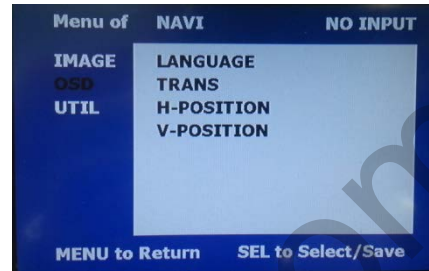 Menu of NAVI NO INPUT
IMAGE LANGUAGE
OSD TRANS
UTIL H-POSITION
V-POSITION
MENU to Return SEL to Select/Save